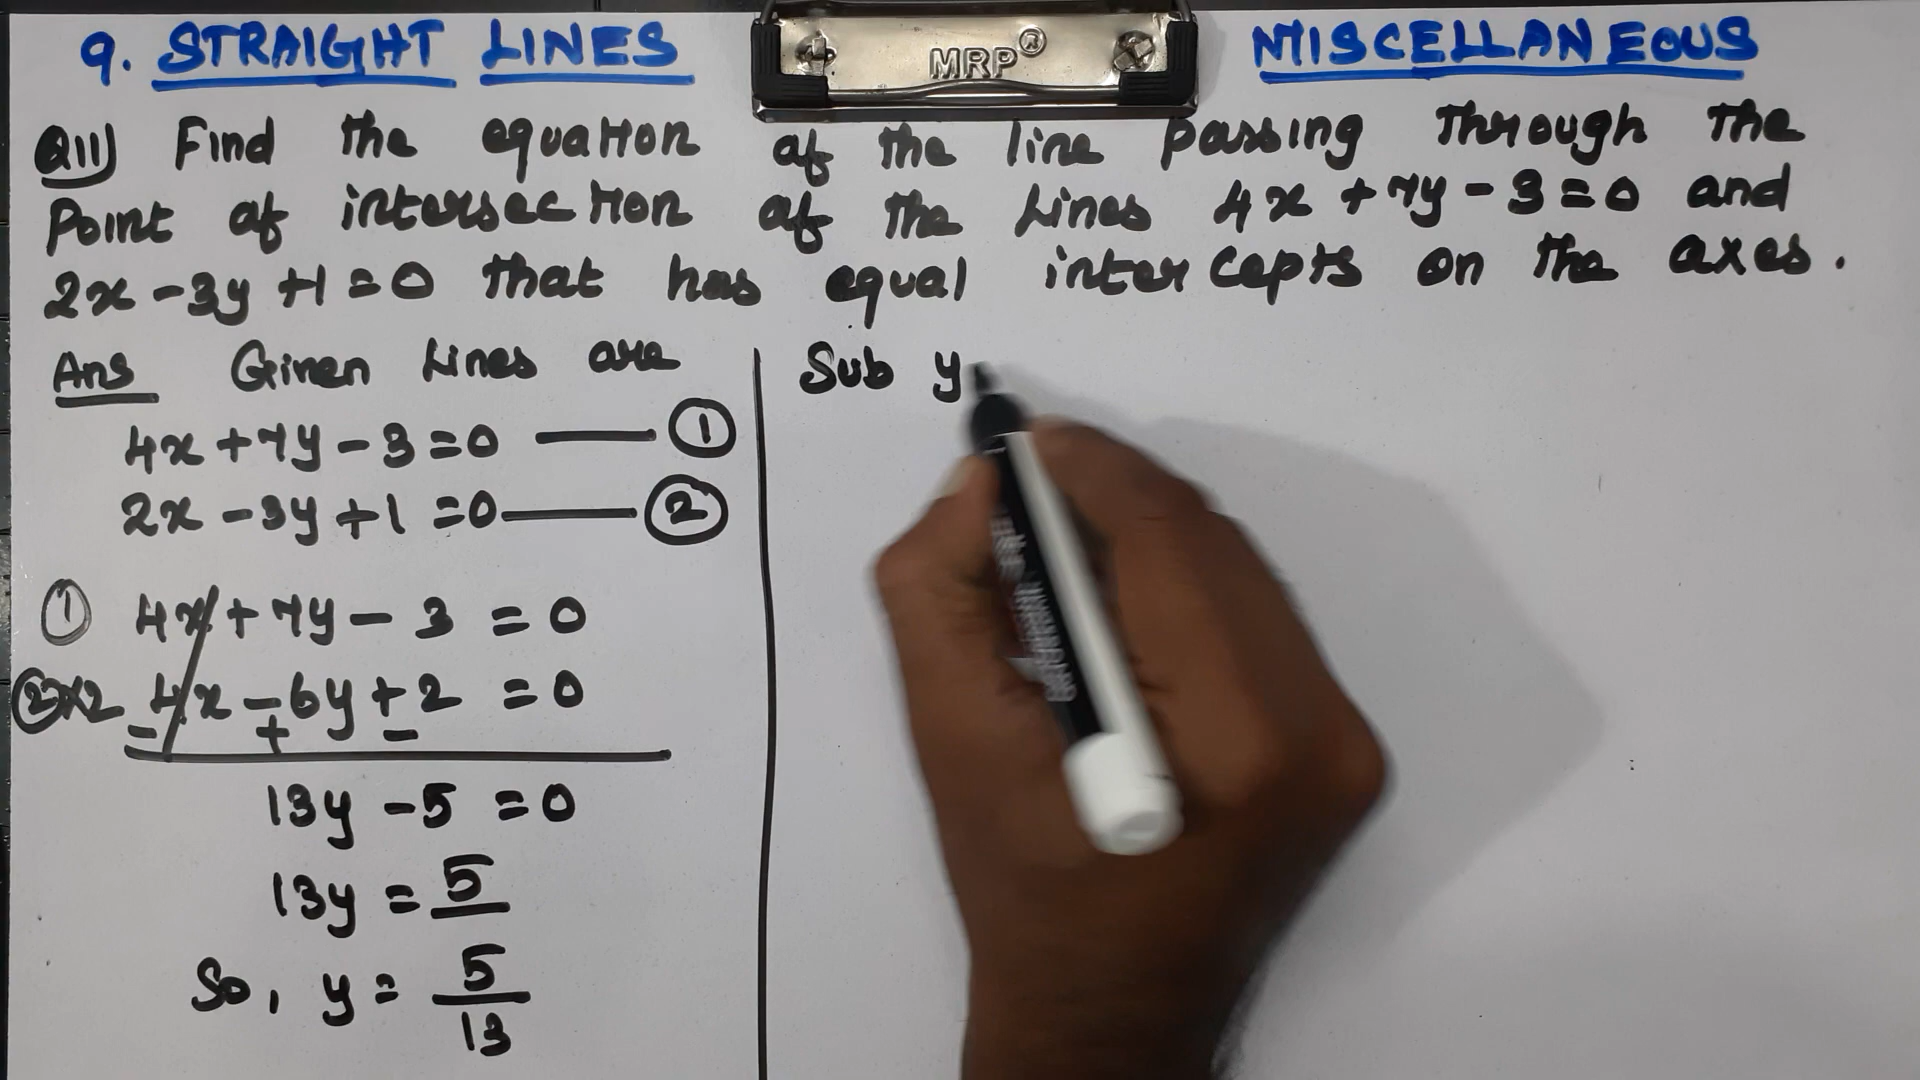 9. STRAIGHT LINES
MRP®
MISCELLANEOUS
Q11) Find the equation of the line passing through the
Point of intersection of the Lines 4x + 7y - 3 = 0 and
2x - 3y + 1 = 0 that has equal intercepts on the axes.
Ans Given Lines are
4x + 7y - 3 = 0 —— ①
2x - 3y + 1 = 0 —— ②
① 4x + 7y - 3 = 0
②×2 4x - 6y + 2 = 0
- + -
13y - 5 = 0
13y = 5
So, y = 5/13
Sub y